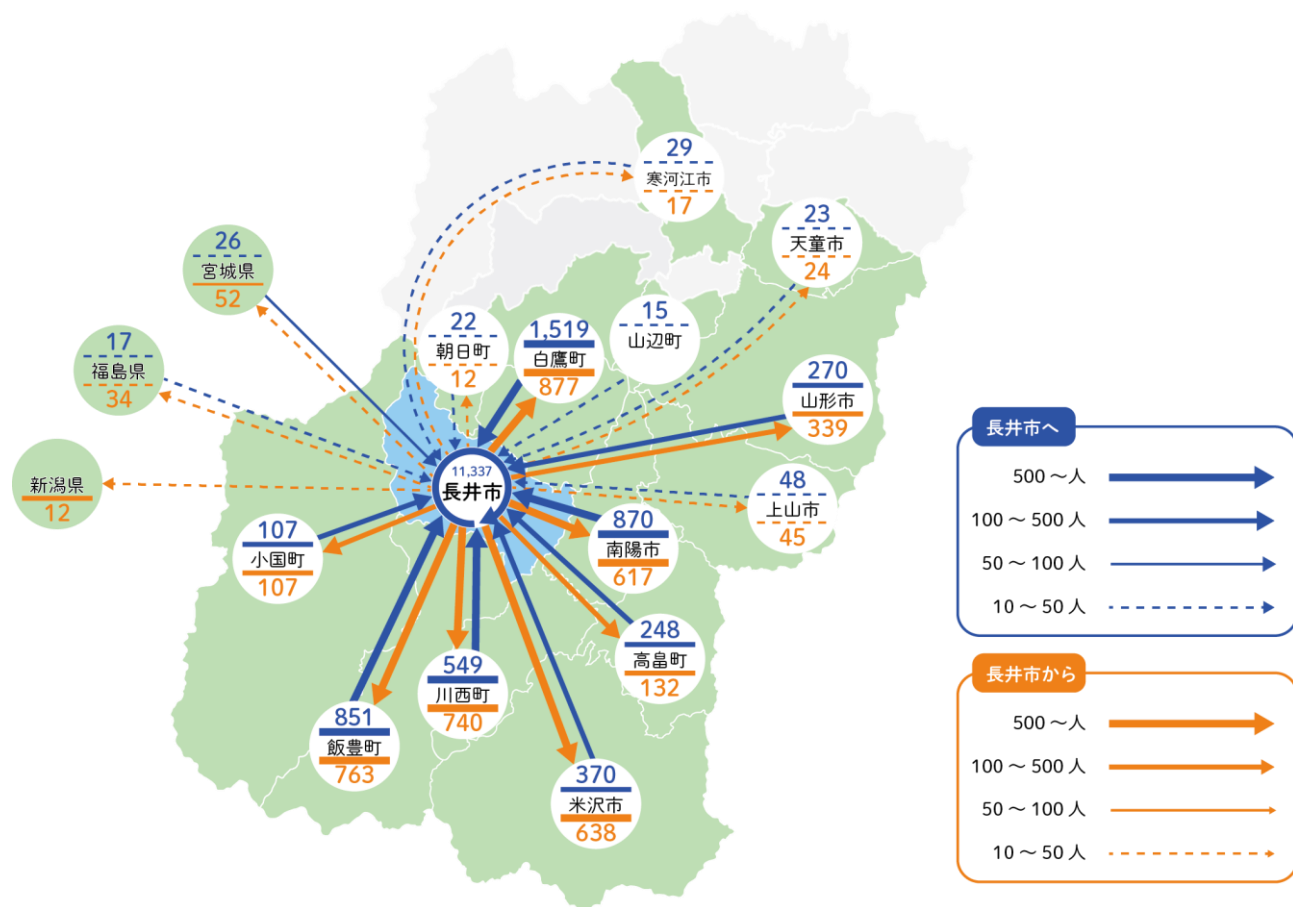 29
寒河江市
17
23
天童市
24
26
宮城県
52
22
朝日町
12
1,519
白鷹町
877
15
山辺町
17
福島県
34
270
山形市
339
新潟県
12
11,337
長井市
48
上山市
45
107
小国町
107
870
南陽市
617
248
高畠町
132
549
川西町
740
851
飯豊町
763
370
米沢市
638
長井市へ
500～人
100～500人
50～100人
10～50人
長井市から
500～人
100～500人
50～100人
10～50人